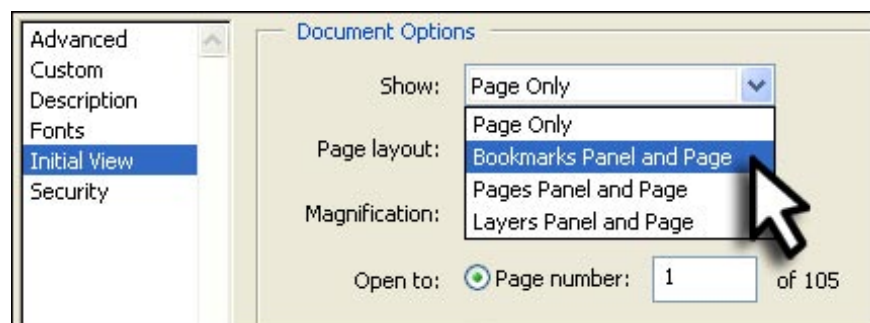 Advanced
Custom
Description
Fonts
Initial View
Security
Document Options
Show: Page Only
Page Only
Bookmarks Panel and Page
Pages Panel and Page
Layers Panel and Page
Page layout:
Magnification:
Open to: Page number: 1 of 105